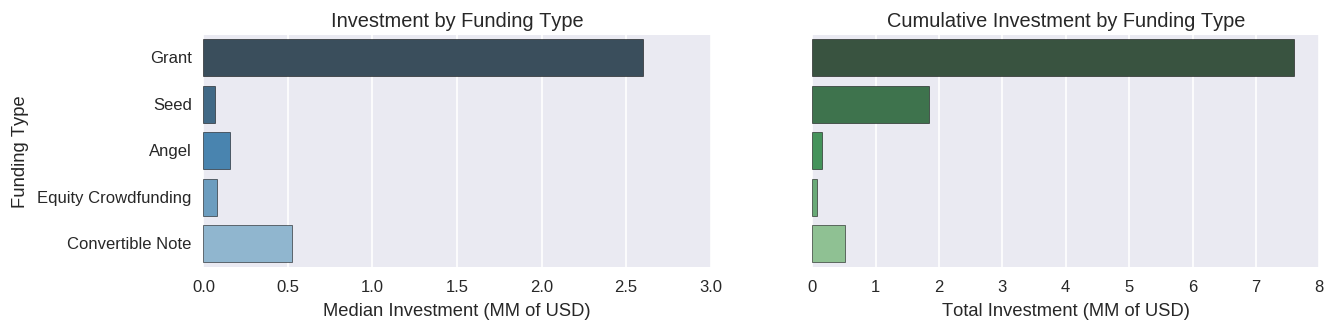 Investment by Funding Type
Funding Type
Grant
Seed
Angel
Equity Crowdfunding
Convertible Note
0.0 0.5 1.0 1.5 2.0 2.5 3.0
Median Investment (MM of USD)
Cumulative Investment by Funding Type
0 1 2 3 4 5 6 7 8
Total Investment (MM of USD)